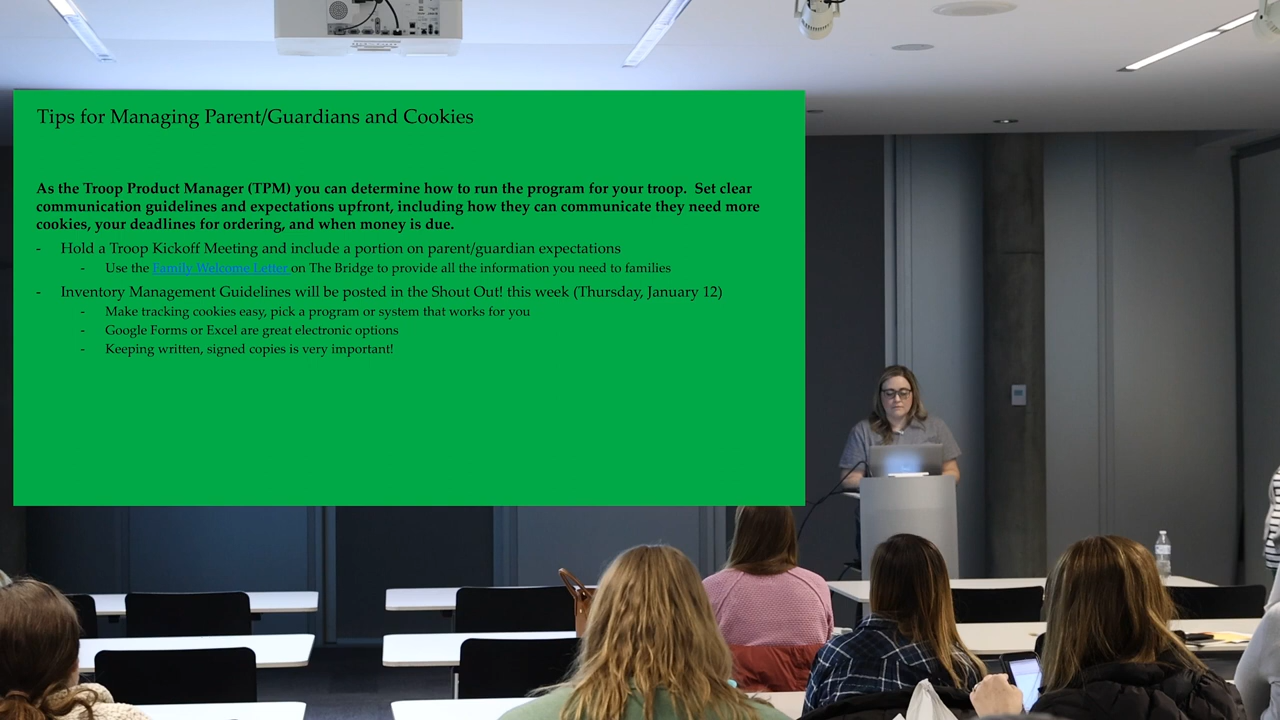 Tips for Managing Parent/Guardians and Cookies
As the Troop Product Manager (TPM) you can determine how to run the program for your troop.  Set clear
communication guidelines and expectations upfront, including how they can communicate they need more
cookies, your deadlines for ordering, and when money is due.
- Hold a Troop Kickoff Meeting and include a portion on parent/guardian expectations
- Use the Family Welcome Letter on The Bridge to provide all the information you need to families
- Inventory Management Guidelines will be posted in the Shout Out! this week (Thursday, January 12)
- Make tracking cookies easy, pick a program or system that works for you
- Google Forms or Excel are great electronic options
- Keeping written, signed copies is very important!